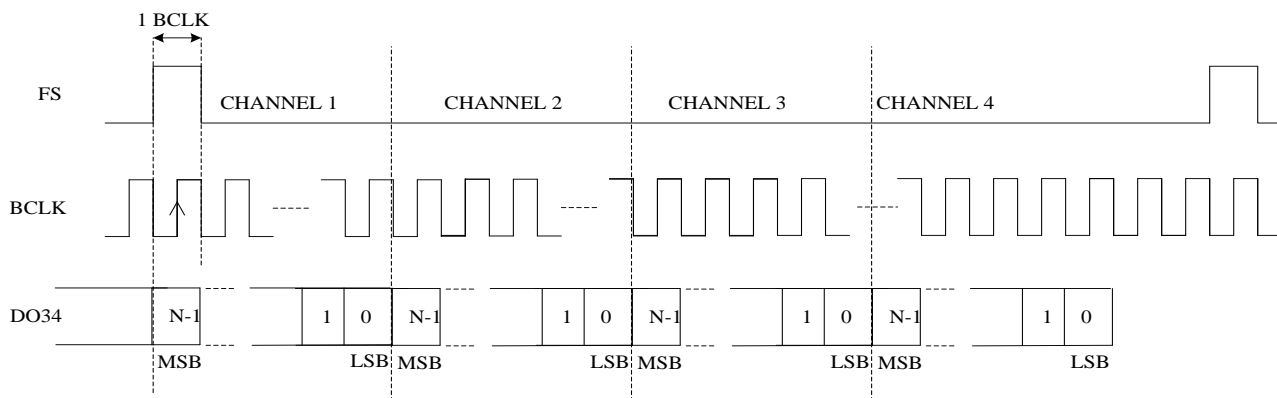 1 BCLK
FS
CHANNEL 1
CHANNEL 2
CHANNEL 3
CHANNEL 4
BCLK
DO34
N-1
1
0
N-1
1
0
N-1
1
0
N-1
1
0
MSB
LSB
MSB
LSB
MSB
LSB
MSB
LSB